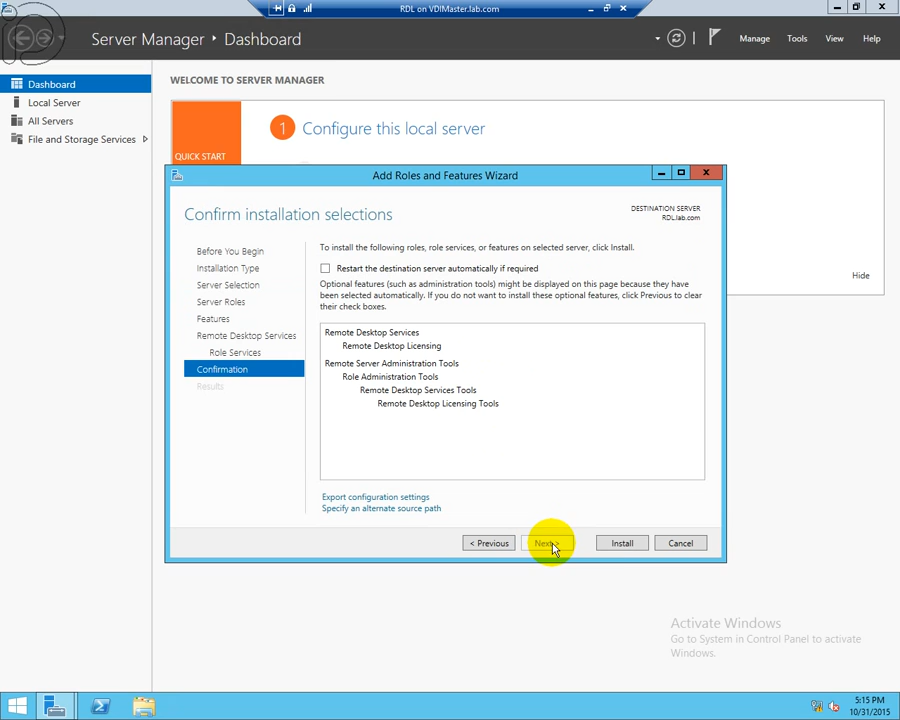 RDL on VDIMaster.lab.com
Server Manager ‣ Dashboard
Manage
Tools
View
Help
Dashboard
Local Server
All Servers
File and Storage Services
WELCOME TO SERVER MANAGER
1
Configure this local server
QUICK START
Hide
Add Roles and Features Wizard
Confirm installation selections
DESTINATION SERVER
RDL.lab.com
Before You Begin
Installation Type
Server Selection
Server Roles
Features
Remote Desktop Services
Role Services
Confirmation
Results
To install the following roles, role services, or features on selected server, click Install.
Restart the destination server automatically if required
Optional features (such as administration tools) might be displayed on this page because they have
been selected automatically. If you do not want to install these optional features, click Previous to clear
their check boxes.
Remote Desktop Services
Remote Desktop Licensing
Remote Server Administration Tools
Role Administration Tools
Remote Desktop Services Tools
Remote Desktop Licensing Tools
Export configuration settings
Specify an alternate source path
< Previous
Next >
Install
Cancel
Activate Windows
Go to System in Control Panel to activate
Windows.
5:15 PM
10/31/2015